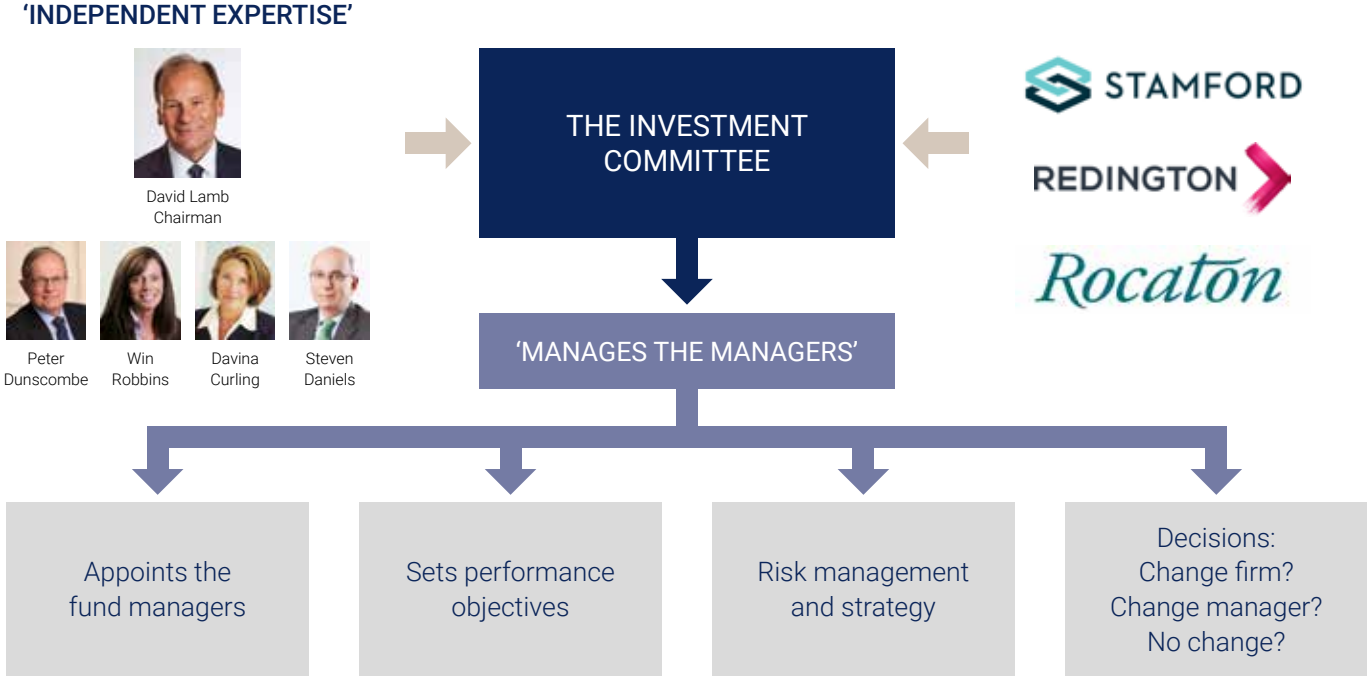 ‘INDEPENDENT EXPERTISE’
David Lamb
Chairman
Peter
Dunscombe
Win
Robbins
Davina
Curling
Steven
Daniels
THE INVESTMENT
COMMITTEE
STAMFORD
REDINGTON
Rocaton
‘MANAGES THE MANAGERS’
Appoints the
fund managers
Sets performance
objectives
Risk management
and strategy
Decisions:
Change firm?
Change manager?
No change?